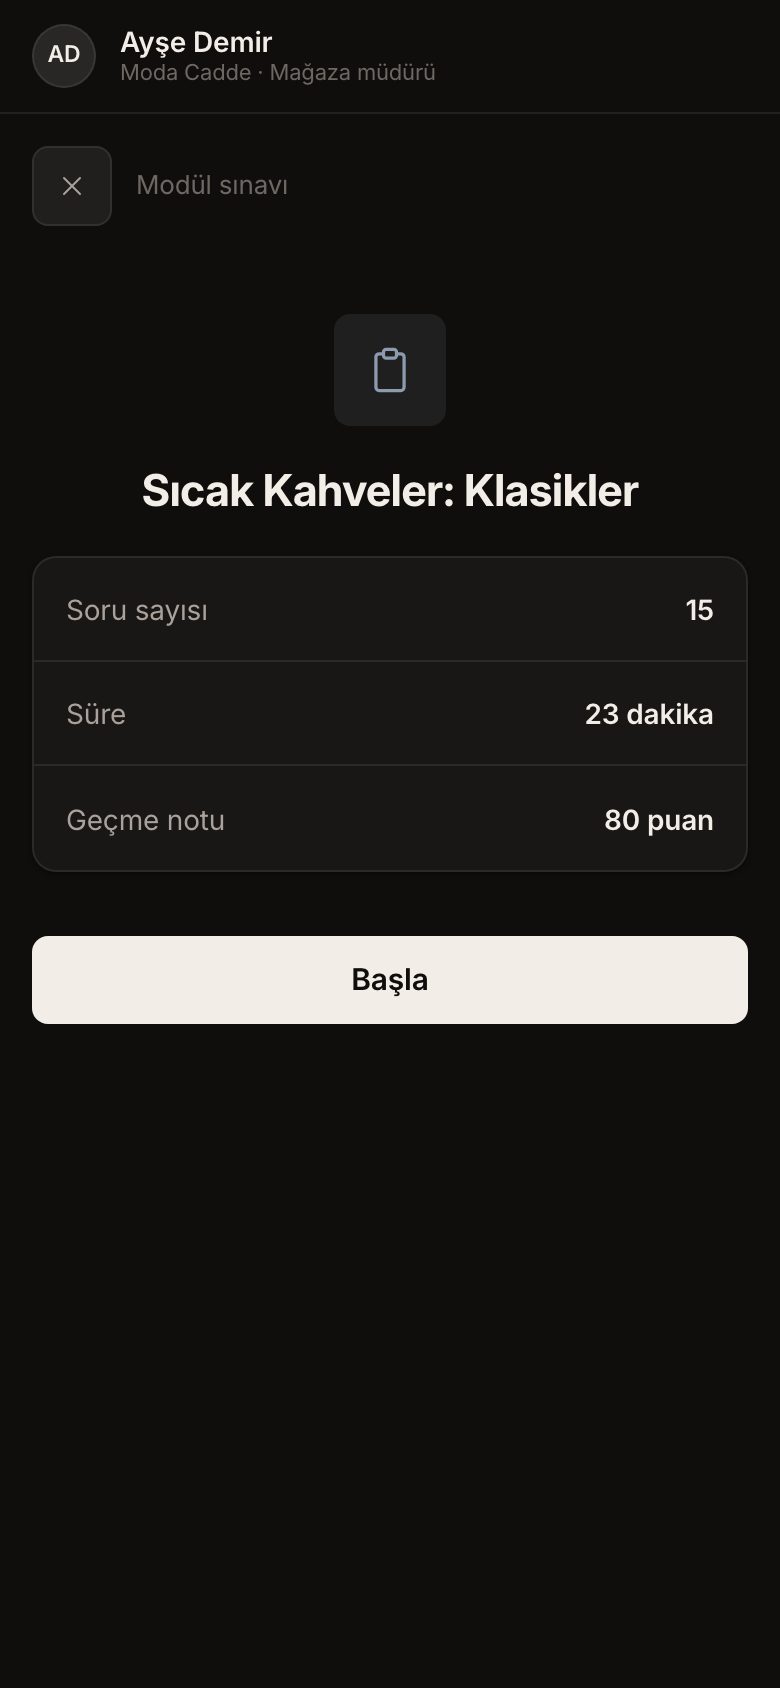 AD
Ayşe Demir
Moda Cadde · Mağaza müdürü
Modül sınavı
Sıcak Kahveler: Klasikler
Soru sayısı 15
Süre 23 dakika
Geçme notu 80 puan
Başla